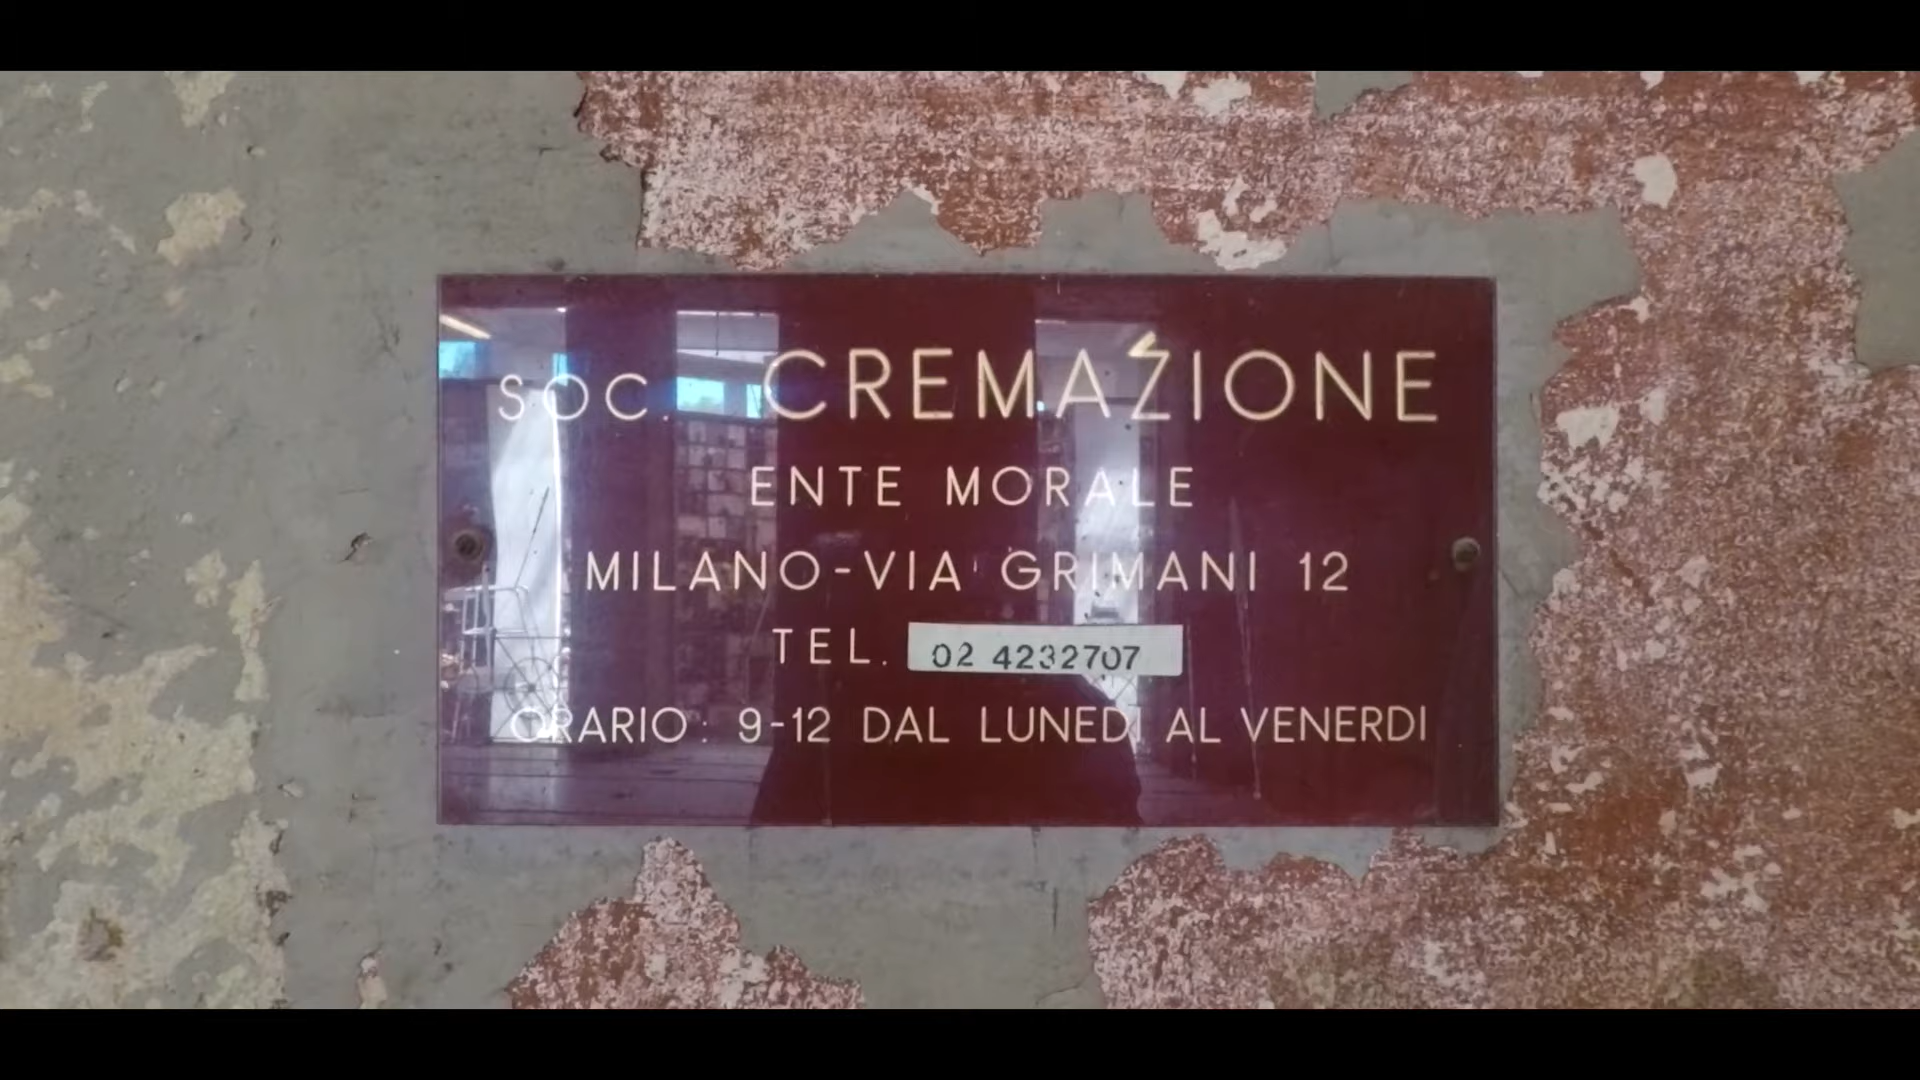 SOC. CREMAZIONE
ENTE MORALE
MILANO-VIA GRIMANI 12
TEL. 02 4232707
ORARIO: 9-12 DAL LUNEDI AL VENERDI